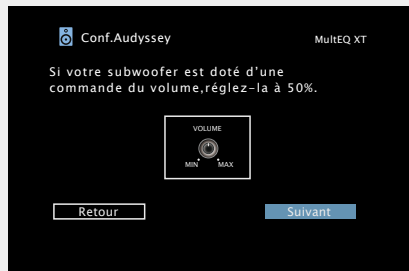 Conf.Audyssey
MultEQ XT
Si votre subwoofer est doté d'une
commande du volume,réglez-la à 50%.
VOLUME
MIN MAX
Retour
Suivant